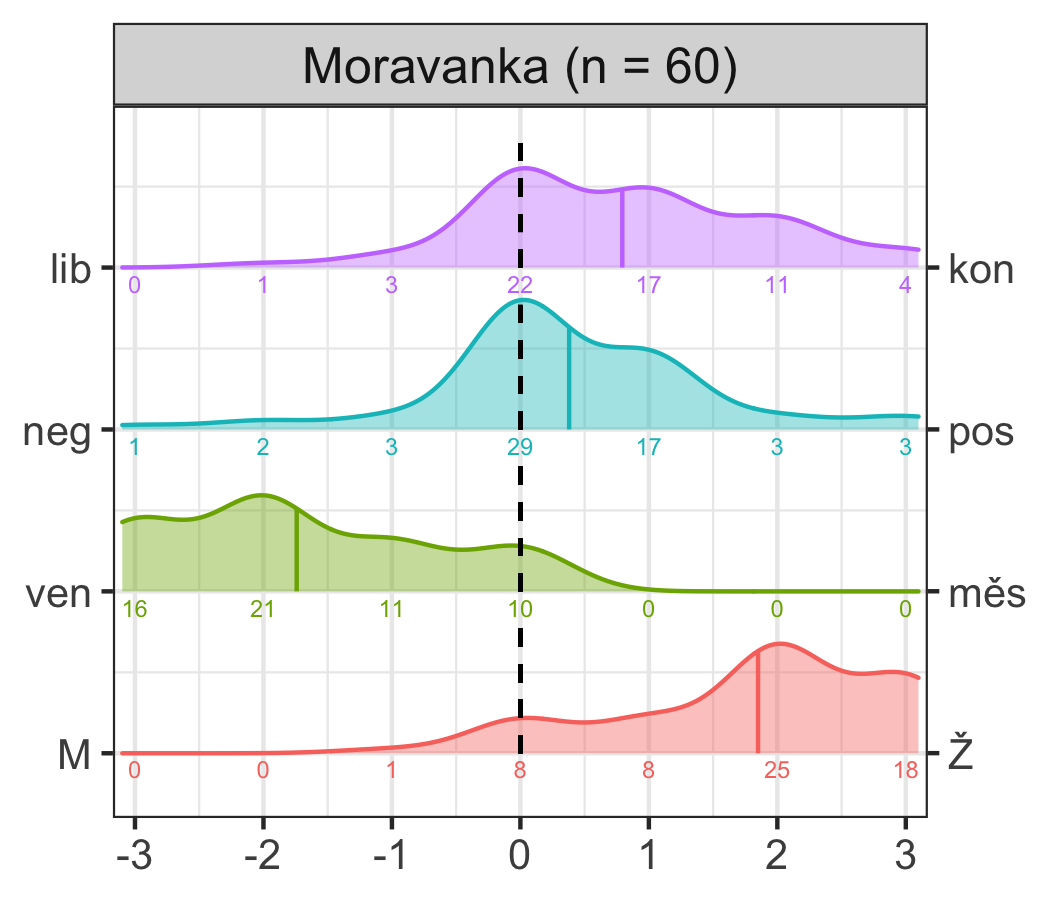 Moravanka (n = 60)
lib kon
0 1 3 22 17 11 4
neg pos
1 2 3 29 17 3 3
ven měs
16 21 11 10 0 0 0
M Ž
0 0 1 8 8 25 18
-3 -2 -1 0 1 2 3